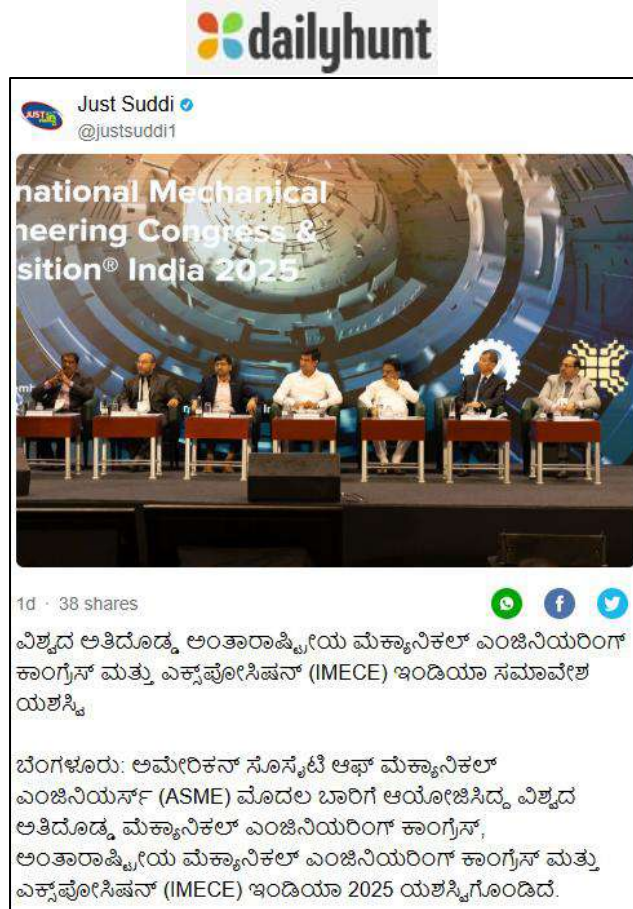 dailyhunt
Just Suddi
@justsuddi1
national Mechanical
neering Congress &
sition® India 2025
1d · 38 shares
ವಿಶ್ವದ ಅತಿದೊಡ್ಡ ಅಂತಾರಾಷ್ಟ್ರೀಯ ಮೆಕ್ಯಾನಿಕಲ್ ಎಂಜಿನಿಯರಿಂಗ್
ಕಾಂಗ್ರೆಸ್ ಮತ್ತು ಎಕ್ಸ್‌ಪೋಸಿಷನ್ (IMECE) ಇಂಡಿಯಾ ಸಮಾವೇಶ
ಯಶಸ್ವಿ
ಬೆಂಗಳೂರು: ಅಮೇರಿಕನ್ ಸೊಸೈಟಿ ಆಫ್ ಮೆಕ್ಯಾನಿಕಲ್
ಎಂಜಿನಿಯರ್ಸ್ (ASME) ಮೊದಲ ಬಾರಿಗೆ ಆಯೋಜಿಸಿದ್ದ ವಿಶ್ವದ
ಅತಿದೊಡ್ಡ ಮೆಕ್ಯಾನಿಕಲ್ ಎಂಜಿನಿಯರಿಂಗ್ ಕಾಂಗ್ರೆಸ್,
ಅಂತಾರಾಷ್ಟ್ರೀಯ ಮೆಕ್ಯಾನಿಕಲ್ ಎಂಜಿನಿಯರಿಂಗ್ ಕಾಂಗ್ರೆಸ್ ಮತ್ತು
ಎಕ್ಸ್‌ಪೋಸಿಷನ್ (IMECE) ಇಂಡಿಯಾ 2025 ಯಶಸ್ವಿಗೊಂಡಿದೆ.